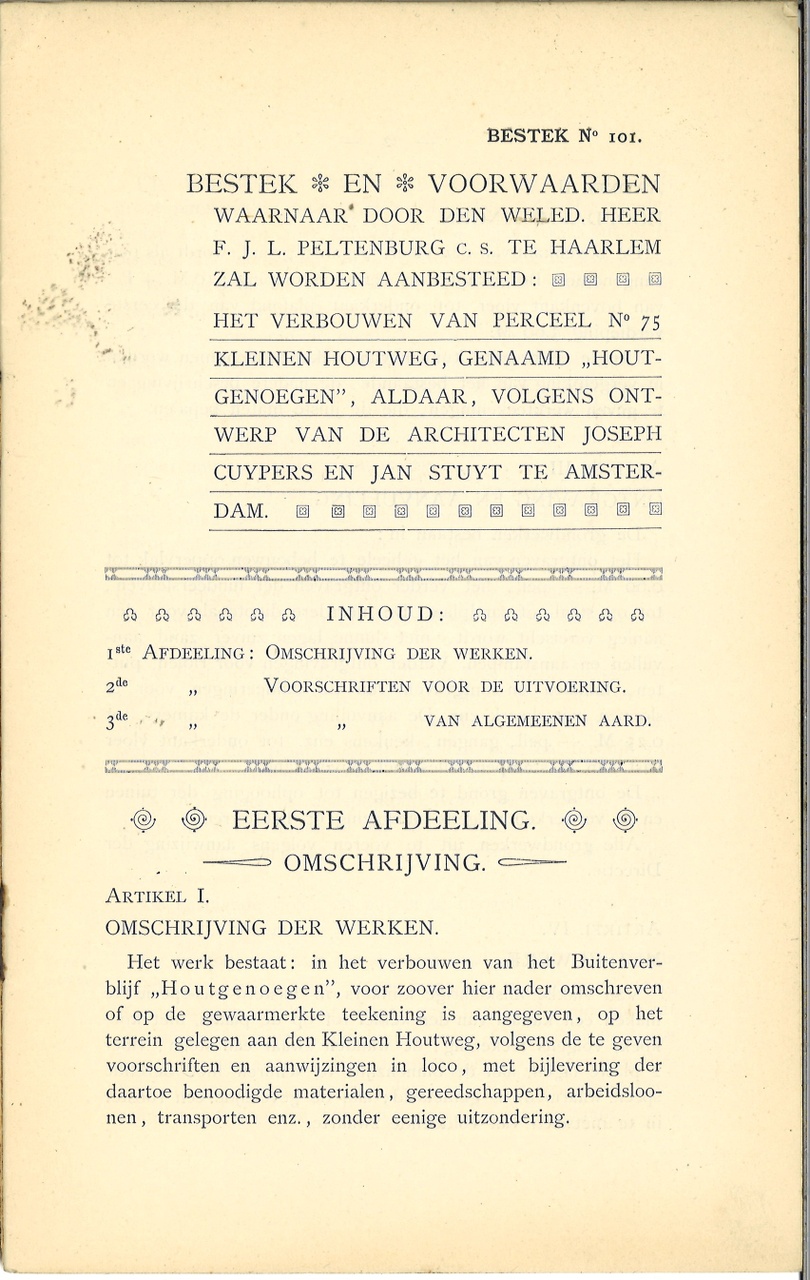 BESTEK Nº 101.
BESTEK EN VOORWAARDEN
WAARNAAR DOOR DEN WELED. HEER
F. J. L. PELTENBURG c. s. TE HAARLEM
ZAL WORDEN AANBESTEED:
HET VERBOUWEN VAN PERCEEL Nº 75
KLEINEN HOUTWEG, GENAAMD „HOUT-
GENOEGEN”, ALDAAR, VOLGENS ONT-
WERP VAN DE ARCHITECTEN JOSEPH
CUYPERS EN JAN STUYT TE AMSTER-
DAM.
INHOUD:
1ste AFDEELING: OMSCHRIJVING DER WERKEN.
2de „ VOORSCHRIFTEN VOOR DE UITVOERING.
3de „ „ VAN ALGEMEENEN AARD.
EERSTE AFDEELING.
OMSCHRIJVING.
ARTIKEL I.
OMSCHRIJVING DER WERKEN.
Het werk bestaat: in het verbouwen van het Buitenver-
blijf „Houtgenoegen”, voor zoover hier nader omschreven
of op de gewaarmerkte teekening is aangegeven, op het
terrein gelegen aan den Kleinen Houtweg, volgens de te geven
voorschriften en aanwijzingen in loco, met bijlevering der
daartoe benoodigde materialen, gereedschappen, arbeidsloo-
nen, transporten enz., zonder eenige uitzondering.